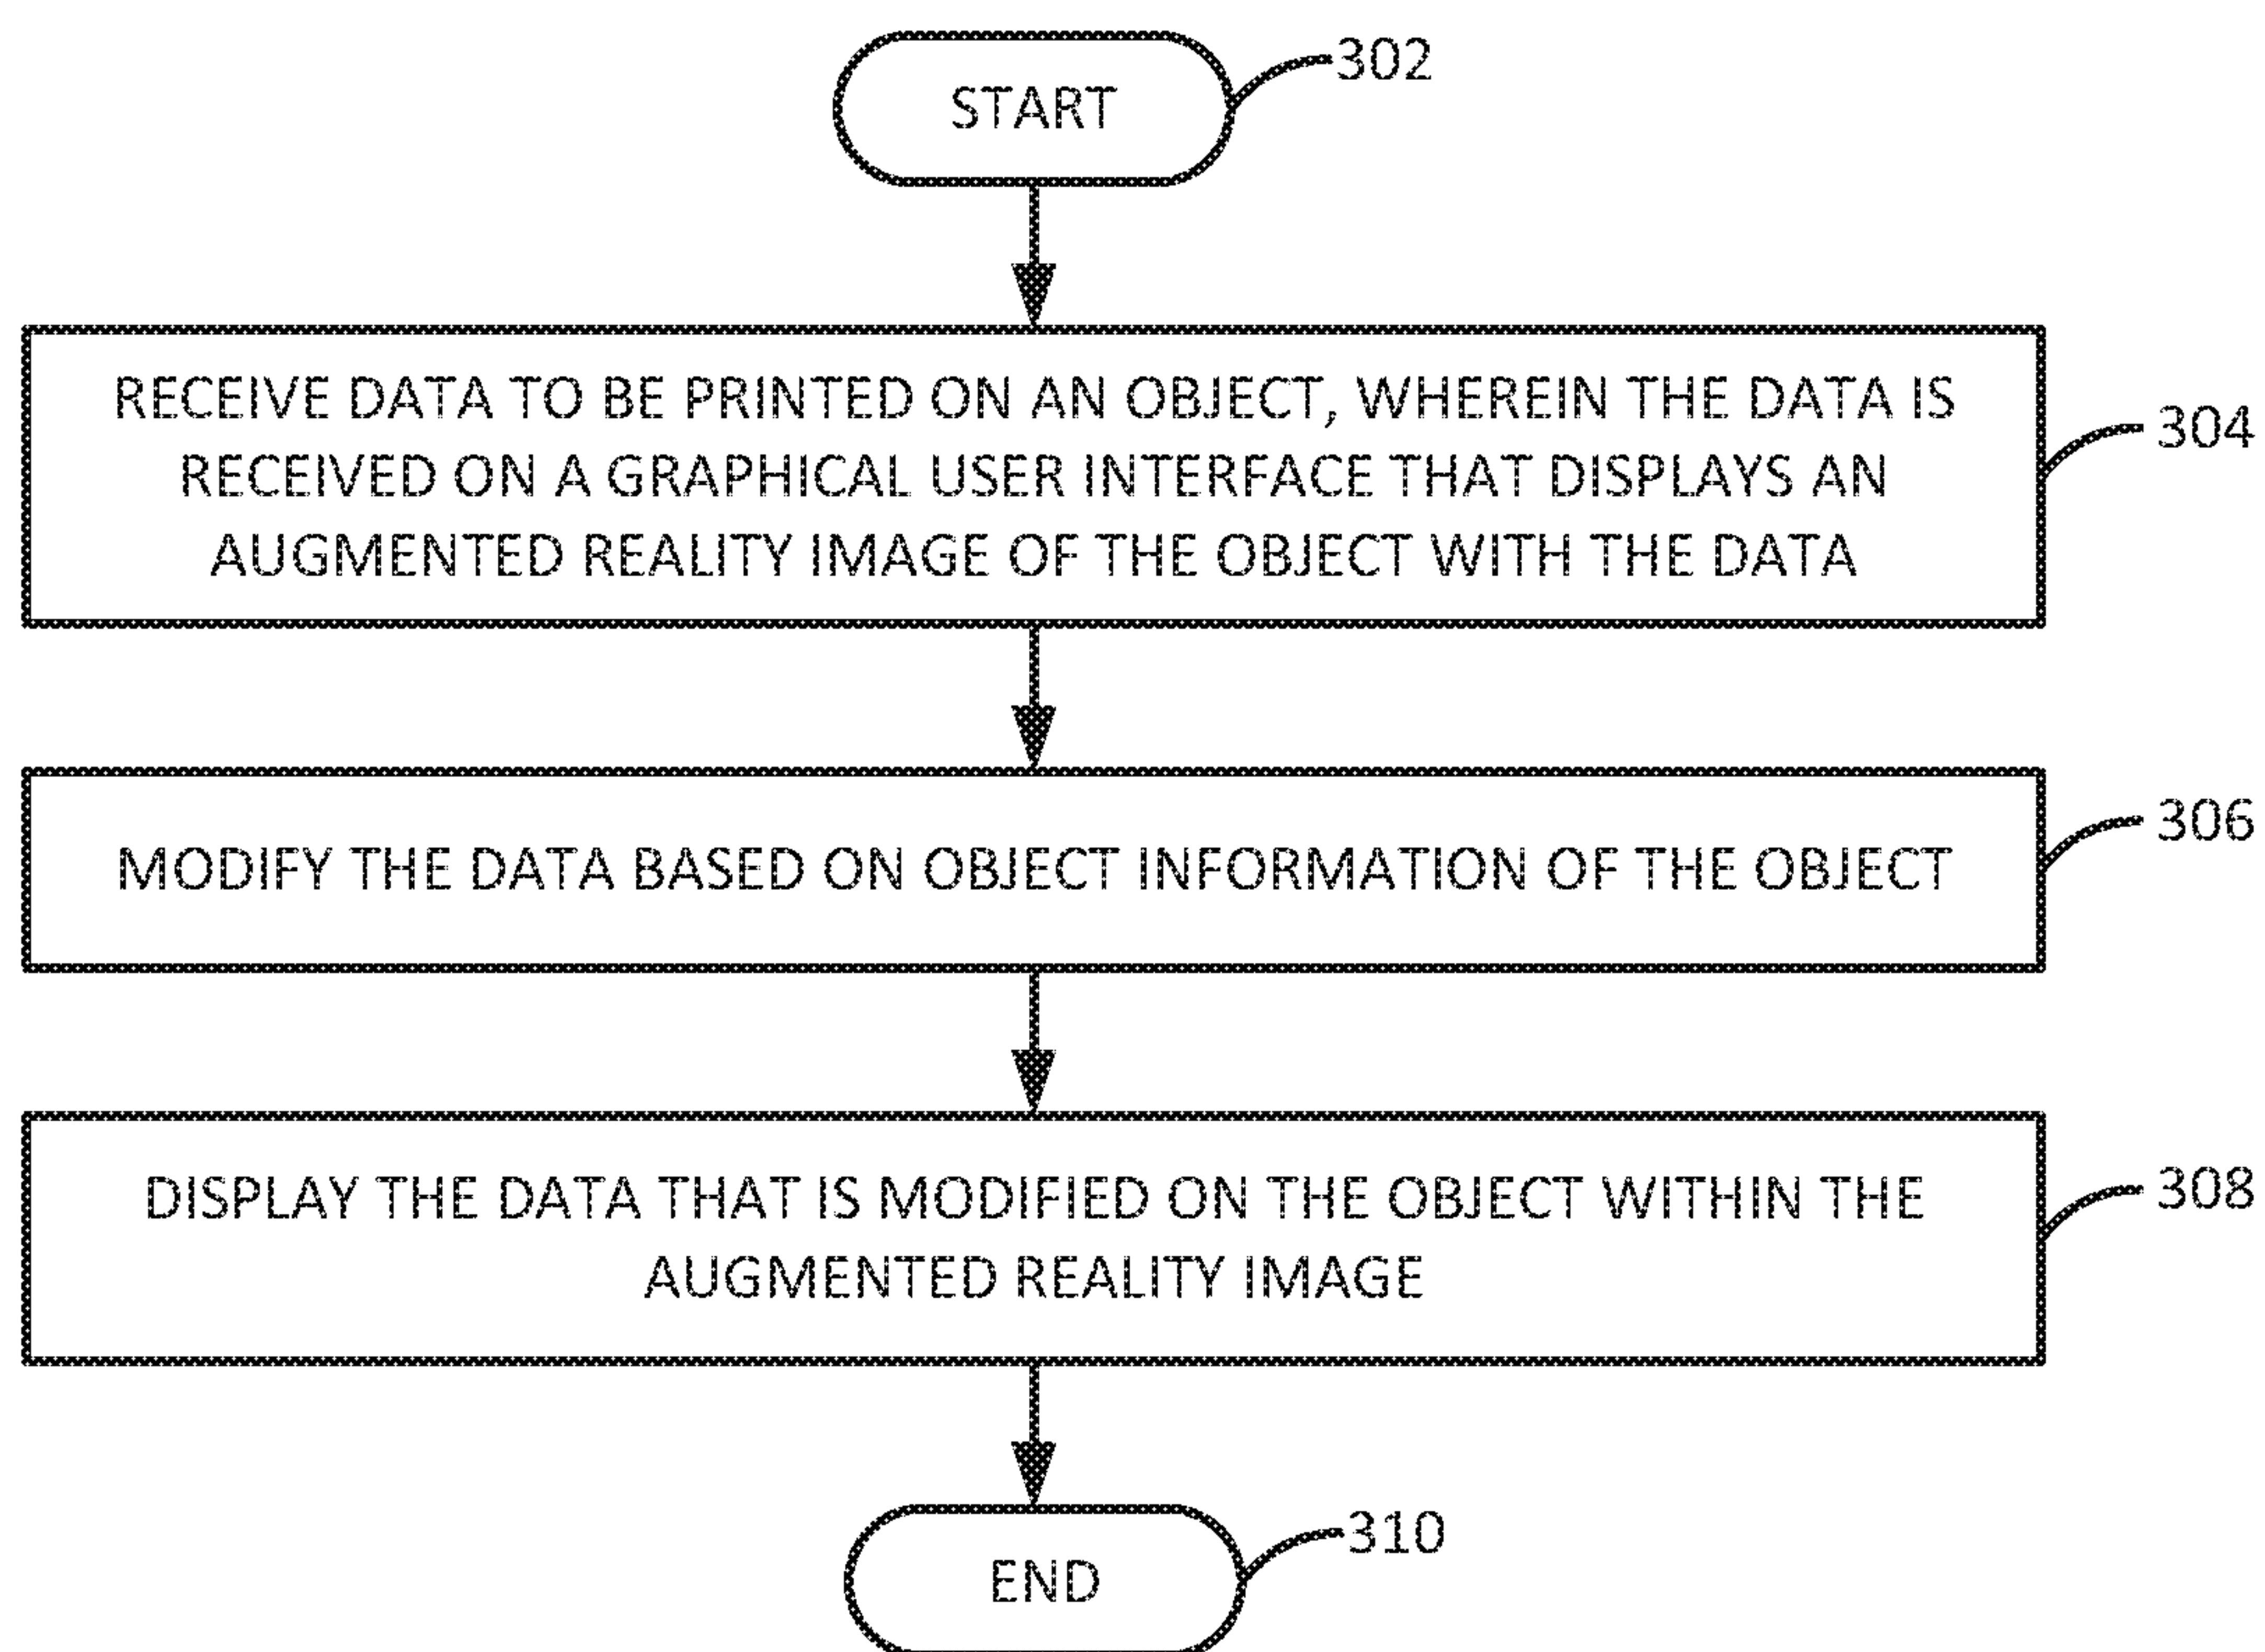 START
302
RECEIVE DATA TO BE PRINTED ON AN OBJECT, WHEREIN THE DATA IS
RECEIVED ON A GRAPHICAL USER INTERFACE THAT DISPLAYS AN
AUGMENTED REALITY IMAGE OF THE OBJECT WITH THE DATA
304
MODIFY THE DATA BASED ON OBJECT INFORMATION OF THE OBJECT
306
DISPLAY THE DATA THAT IS MODIFIED ON THE OBJECT WITHIN THE
AUGMENTED REALITY IMAGE
308
END
310